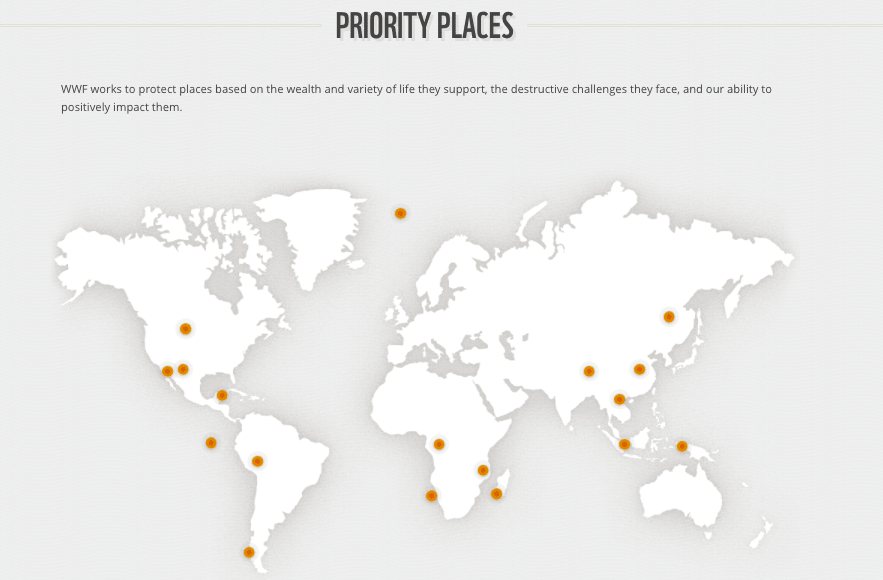 PRIORITY PLACES
WWF works to protect places based on the wealth and variety of life they support, the destructive challenges they face, and our ability to
positively impact them.